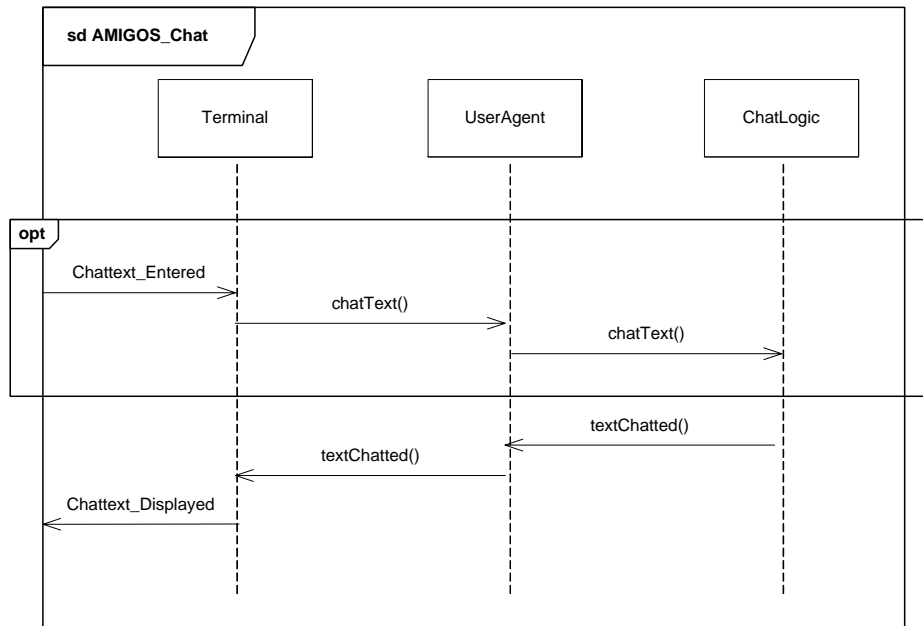 sd AMIGOS_Chat
Terminal
UserAgent
ChatLogic
opt
Chattext_Entered
chatText()
chatText()
textChatted()
textChatted()
Chattext_Displayed